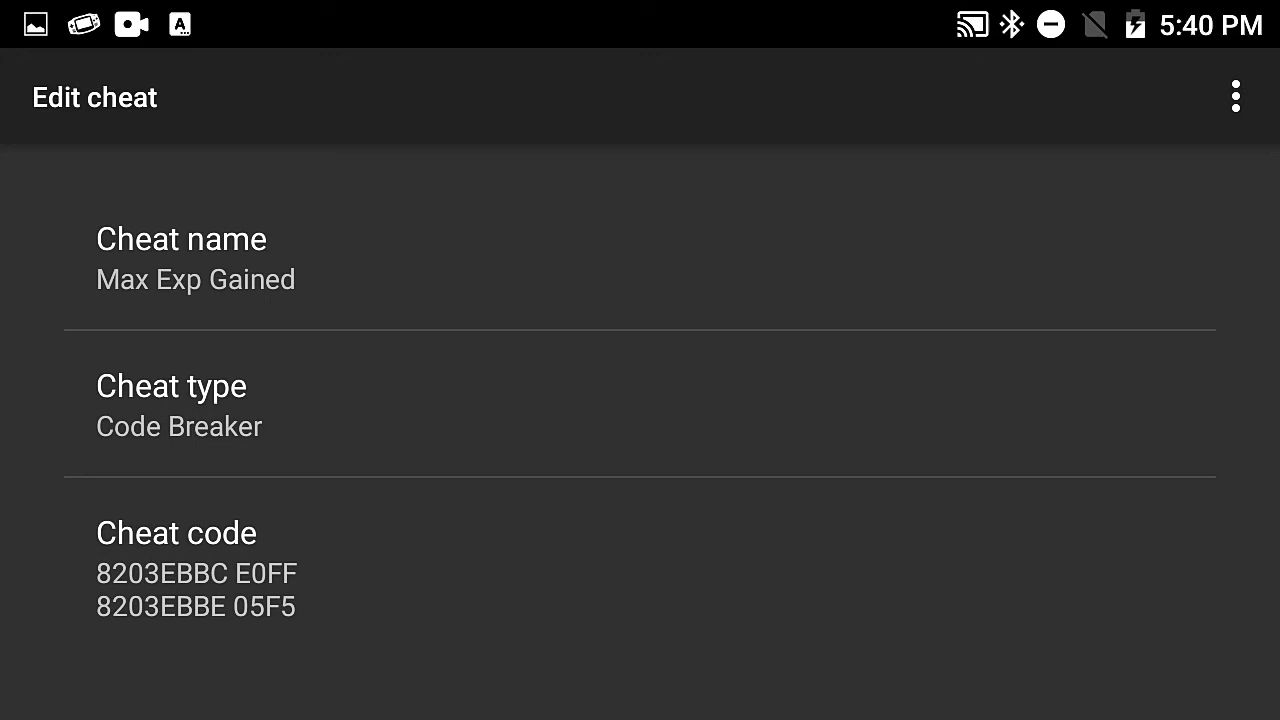 A
5:40 PM
Edit cheat
Cheat name
Max Exp Gained
Cheat type
Code Breaker
Cheat code
8203EBBC E0FF
8203EBBE 05F5